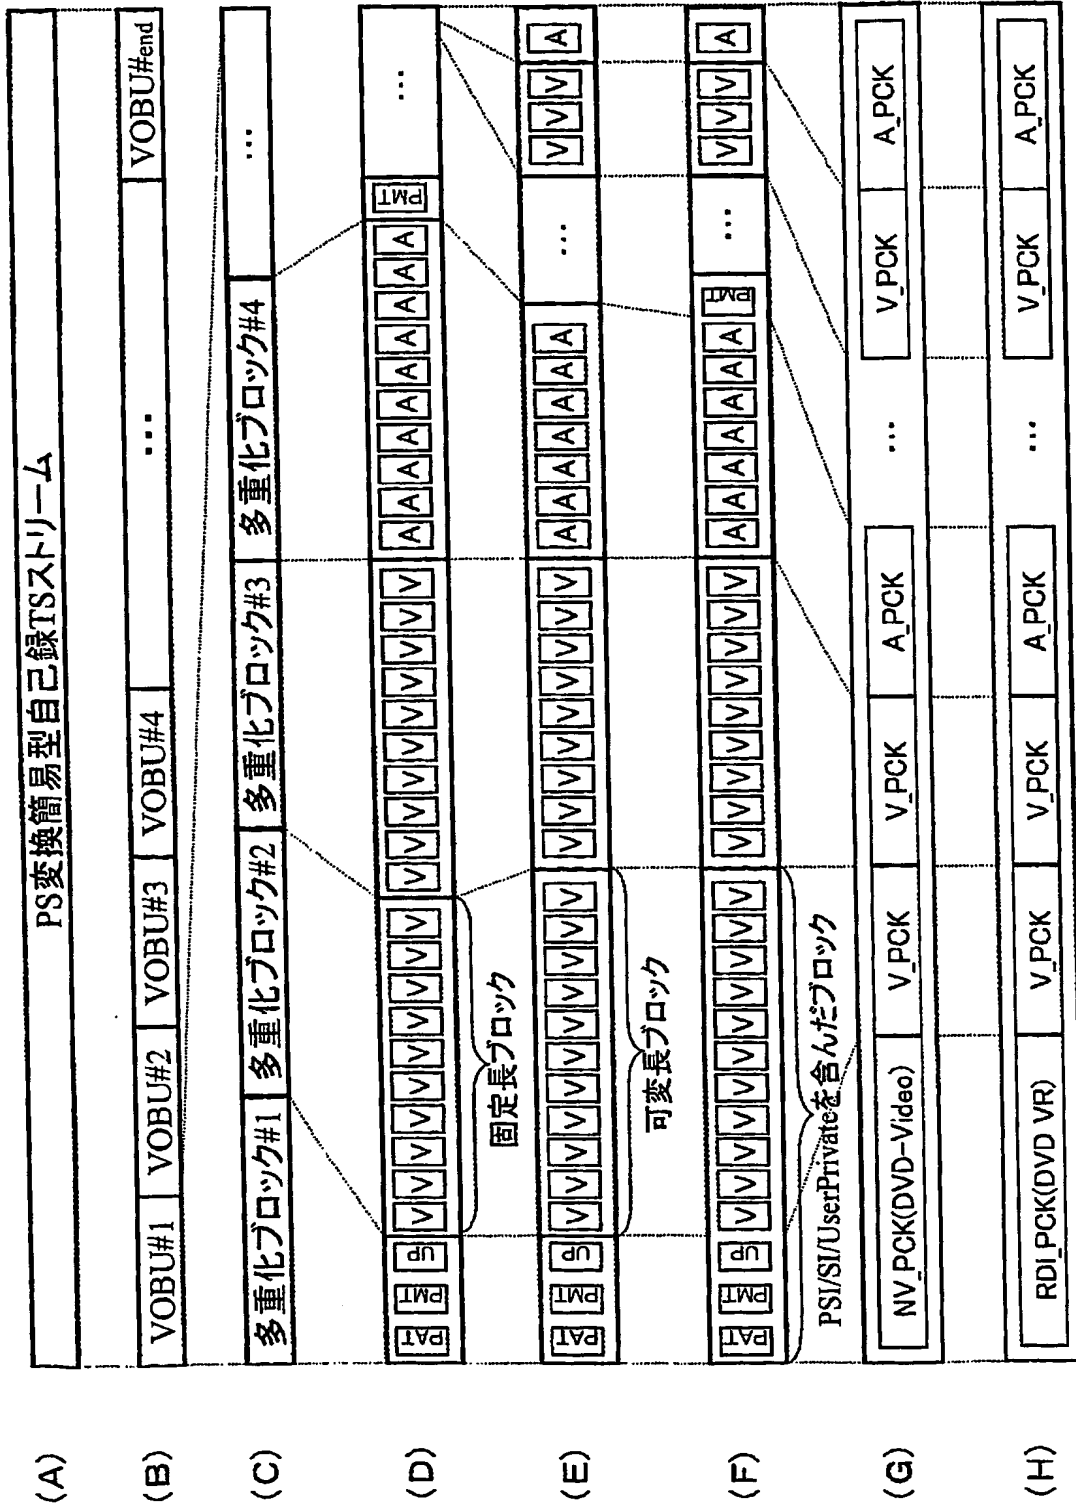 (A) PS変換簡易型自己録TSストリーム
(B) VOBU#1 VOBU#2 VOBU#3 VOBU#4 ... VOBU#end
(C) 多重化ブロック#1 多重化ブロック#2 多重化ブロック#3 多重化ブロック#4 ...
(D) PAT PMT UP V V V V V V V V V V V V V V V V V V V V A A A A A A A A A A PMT ...
固定長ブロック
(E) PAT PMT UP V V V V V V V V V V V V V V V V V V V V A A A A A A A ... V V V A
可変長ブロック
(F) PAT PMT UP V V V V V V V V V V V V V V V V V V V V A A A A A A A PMT ... V V V A
PSI/SI/UserPrivateを含んだブロック
(G) NV_PCK(DVD-Video) V_PCK V_PCK A_PCK ... V_PCK A_PCK
(H) RDI_PCK(DVD VR) V_PCK V_PCK A_PCK ... V_PCK A_PCK